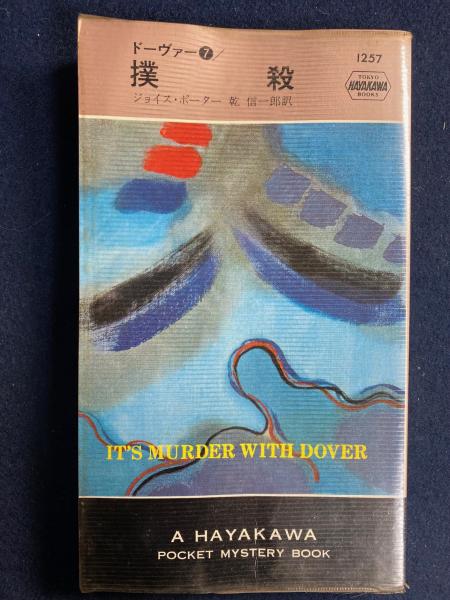 ドーヴァー❼/
撲殺
ジョイス・ポーター 乾 信一郎訳
1257
TOKYO
HAYAKAWA
BOOKS
IT'S MURDER WITH DOVER
A HAYAKAWA
POCKET MYSTERY BOOK